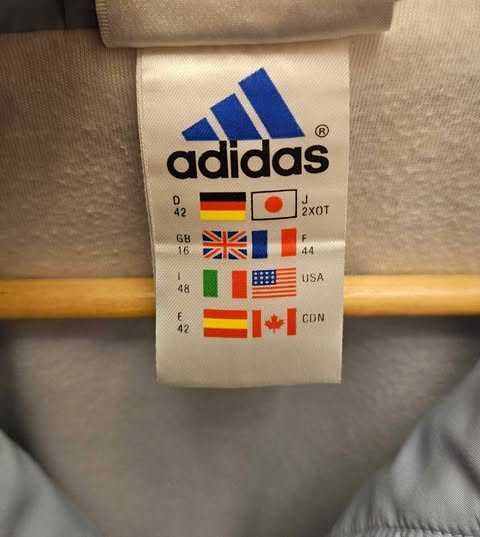 adidas ®
D 42 J 2XOT
GB 16 F 44
I 48 USA
E 42 CDN